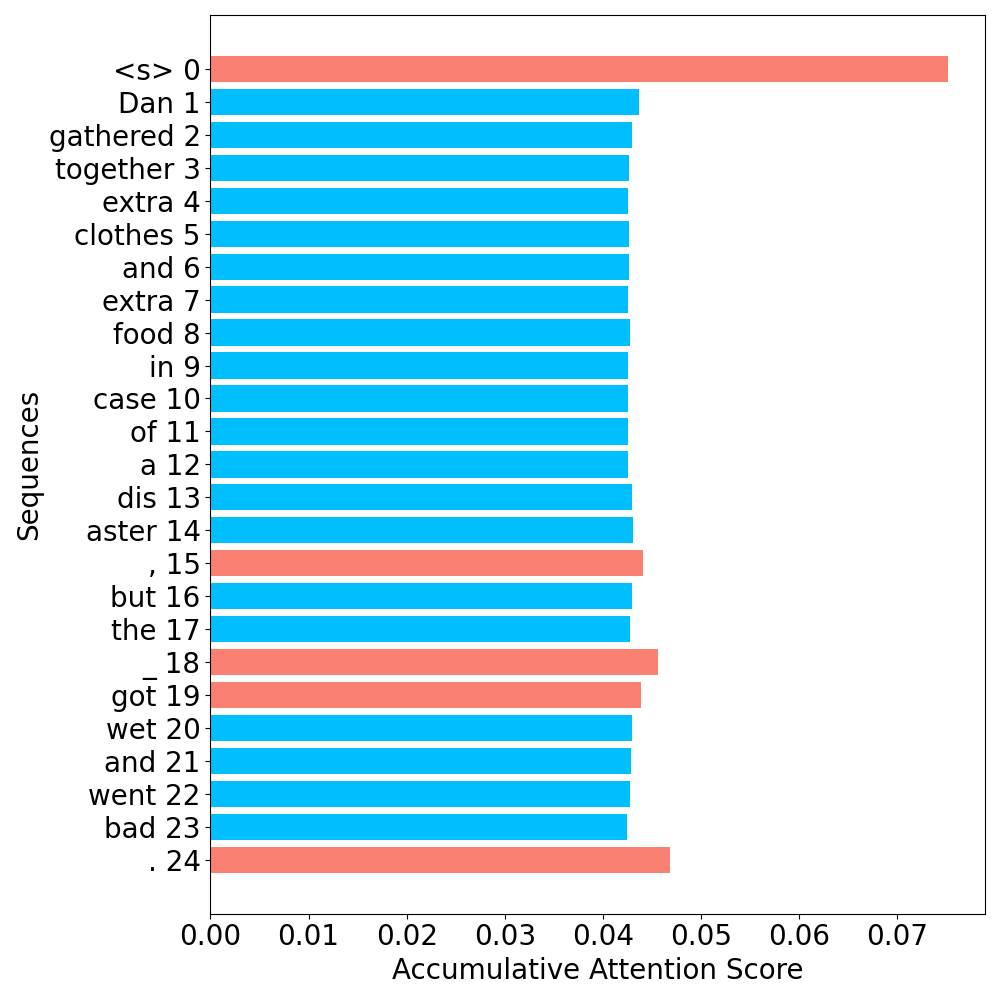 <s> 0
Dan 1
gathered 2
together 3
extra 4
clothes 5
and 6
extra 7
food 8
in 9
case 10
of 11
a 12
dis 13
aster 14
, 15
but 16
the 17
_ 18
got 19
wet 20
and 21
went 22
bad 23
. 24
Sequences
0.00 0.01 0.02 0.03 0.04 0.05 0.06 0.07
Accumulative Attention Score